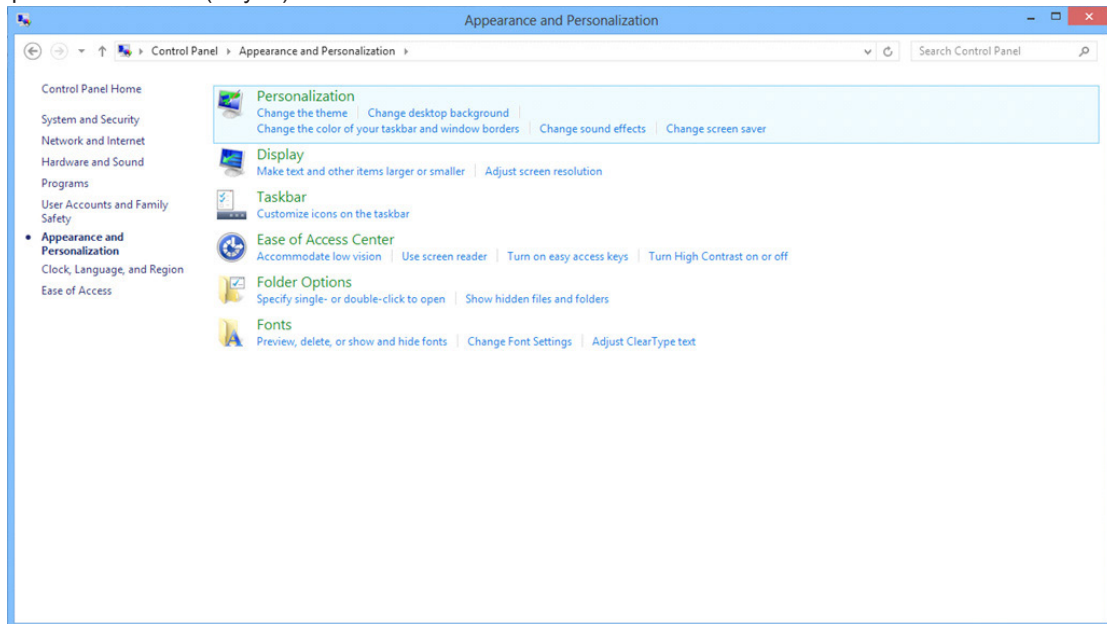 Appearance and Personalization
Control Panel Appearance and Personalization
Search Control Panel
Control Panel Home
System and Security
Network and Internet
Hardware and Sound
Programs
User Accounts and Family
Safety
Appearance and
Personalization
Clock, Language, and Region
Ease of Access
Personalization
Change the theme Change desktop background
Change the color of your taskbar and window borders Change sound effects Change screen saver
Display
Make text and other items larger or smaller Adjust screen resolution
Taskbar
Customize icons on the taskbar
Ease of Access Center
Accommodate low vision Use screen reader Turn on easy access keys Turn High Contrast on or off
Folder Options
Specify single- or double-click to open Show hidden files and folders
Fonts
Preview, delete, or show and hide fonts Change Font Settings Adjust ClearType text